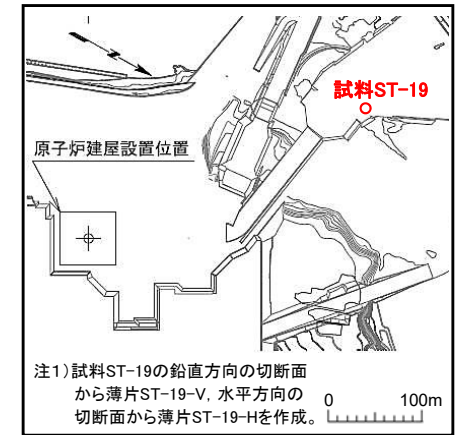 試料ST-19
原子炉建屋設置位置
注1)試料ST-19の鉛直方向の切断面
から薄片ST-19-V，水平方向の
切断面から薄片ST-19-Hを作成。
0 100m